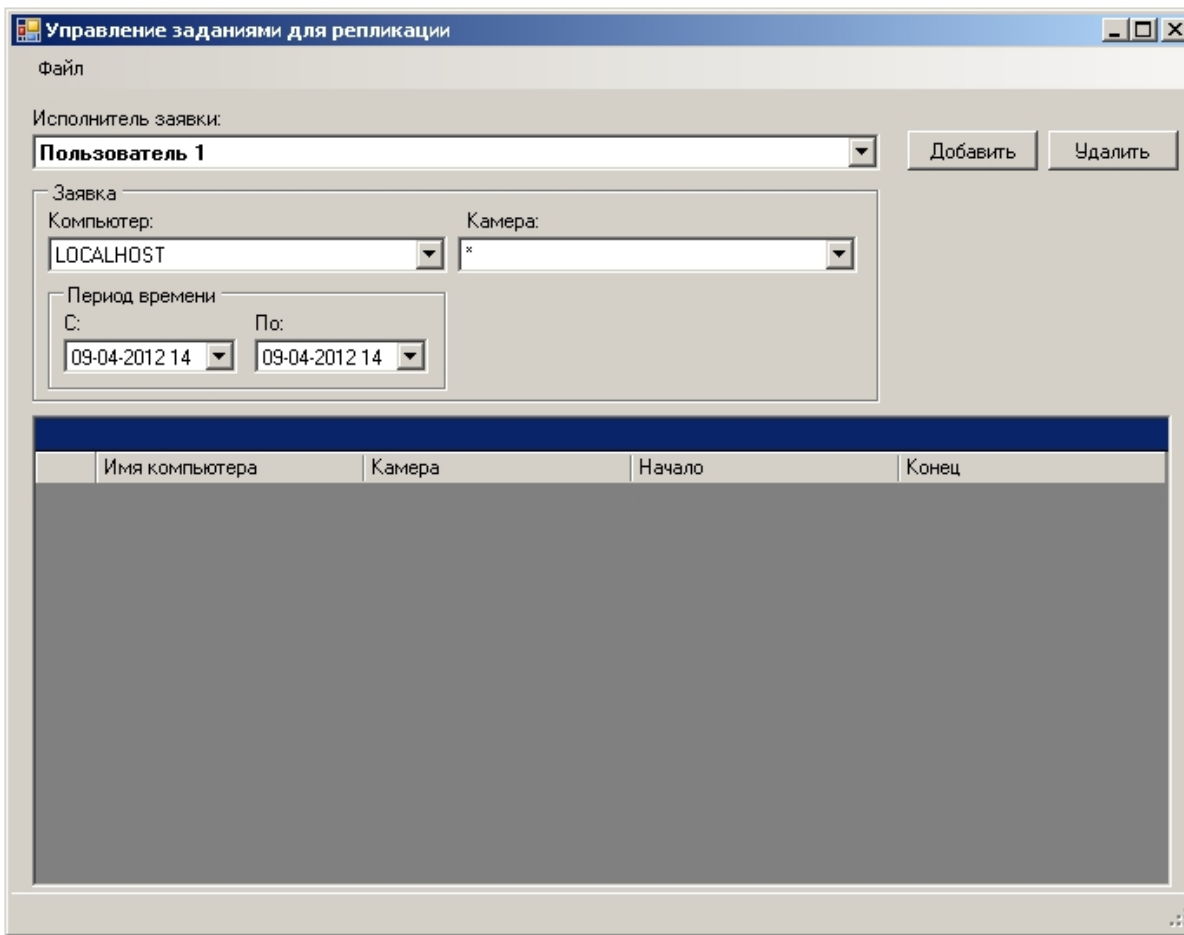 Управление заданиями для репликации
Файл
Исполнитель заявки:
Пользователь 1
Добавить Удалить
Заявка
Компьютер: Камера:
LOCALHOST *
Период времени
С: По:
09-04-2012 14 09-04-2012 14
Имя компьютера Камера Начало Конец